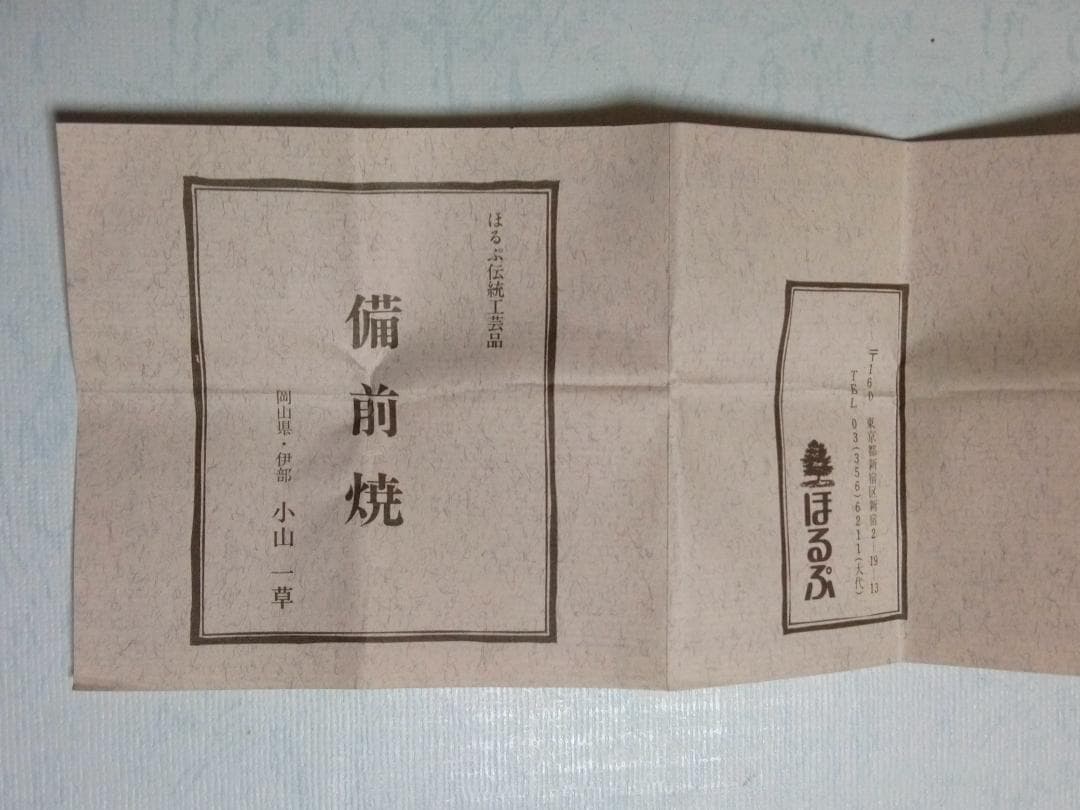 ほるぷ伝統工芸品
備前焼
岡山県・伊部 小山一草
〒160 東京都新宿区新宿2-19-13
TEL 03(356)6211(大代)
ほるぷ